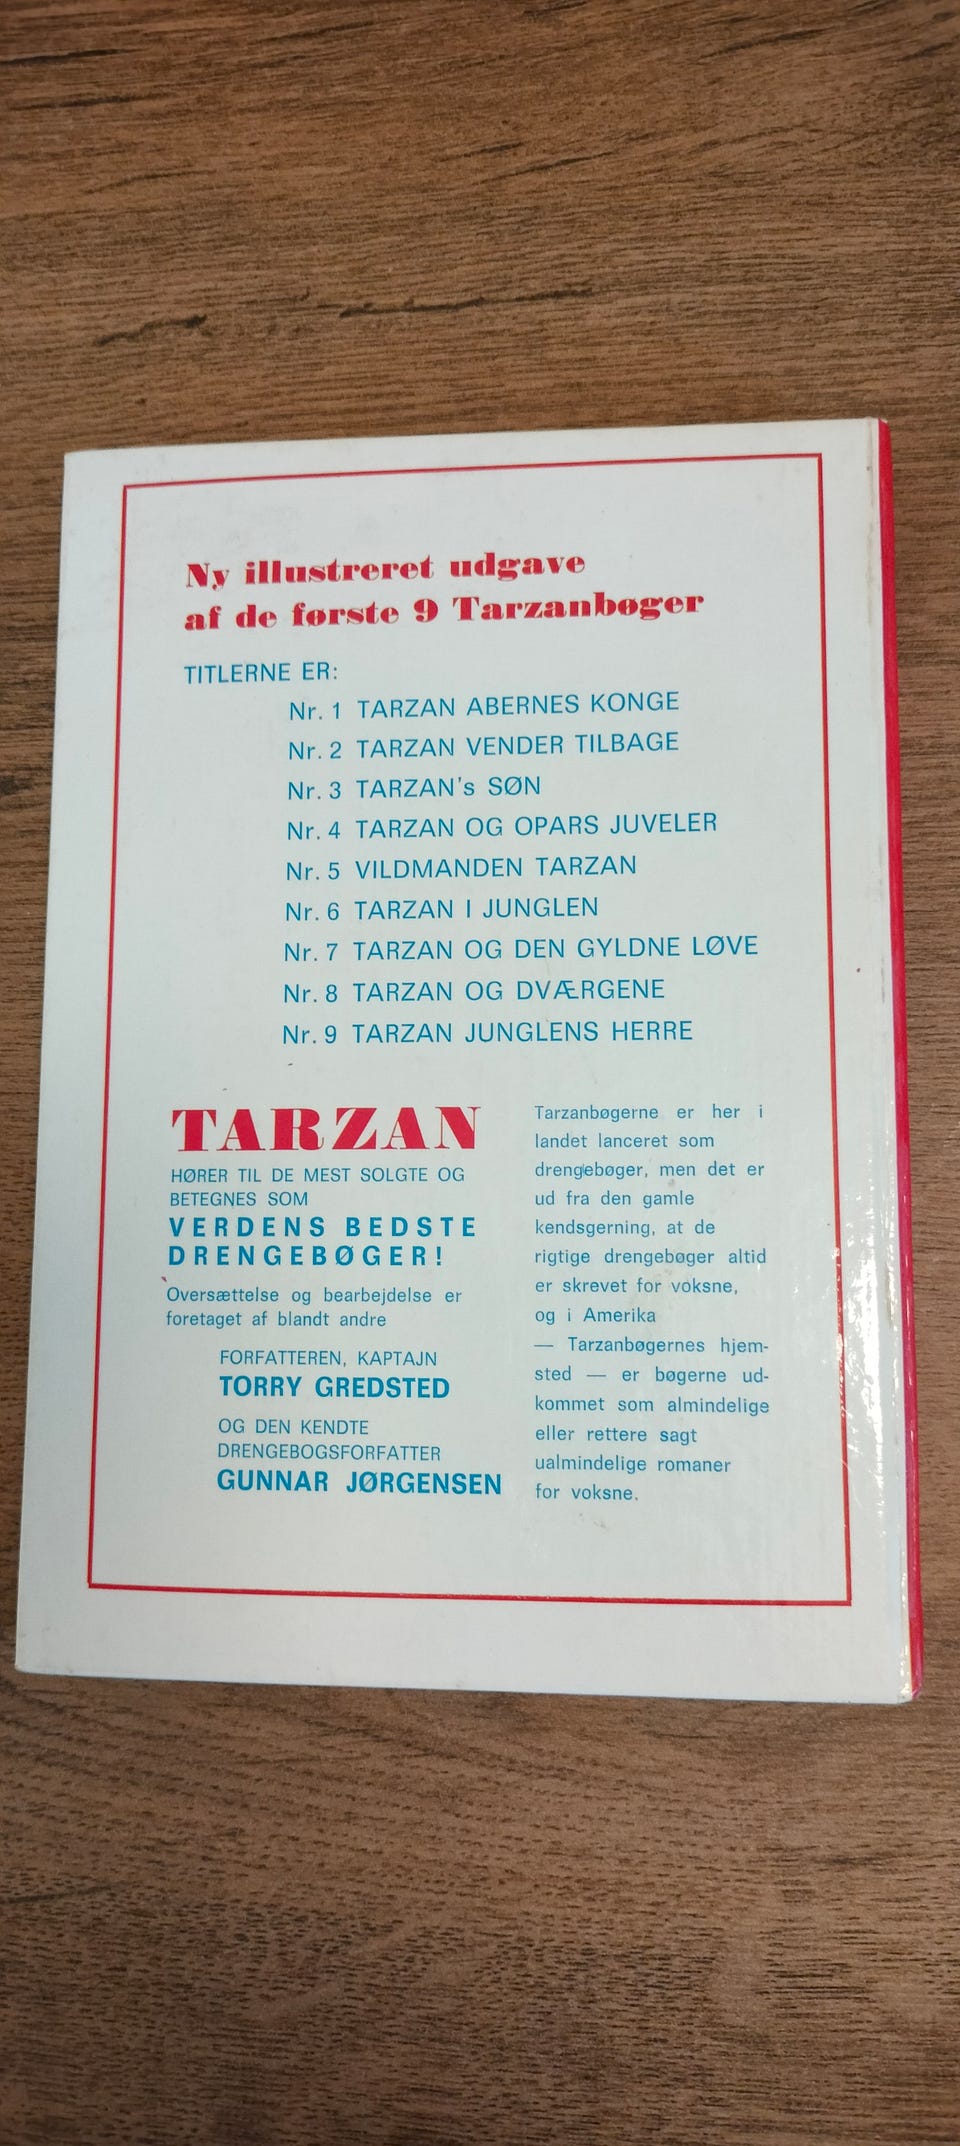 Ny illustreret udgave
af de første 9 Tarzanbøger
TITLERNE ER:
Nr. 1 TARZAN ABERNES KONGE
Nr. 2 TARZAN VENDER TILBAGE
Nr. 3 TARZAN's SØN
Nr. 4 TARZAN OG OPARS JUVELER
Nr. 5 VILDMANDEN TARZAN
Nr. 6 TARZAN I JUNGLEN
Nr. 7 TARZAN OG DEN GYLDNE LØVE
Nr. 8 TARZAN OG DVÆRGENE
Nr. 9 TARZAN JUNGLENS HERRE
TARZAN
HØRER TIL DE MEST SOLGTE OG
BETEGNES SOM
VERDENS BEDSTE
DRENGEBØGER!
Oversættelse og bearbejdelse er
foretaget af blandt andre
FORFATTEREN, KAPTAJN
TORRY GREDSTED
OG DEN KENDTE
DRENGEBOGSFORFATTER
GUNNAR JØRGENSEN
Tarzanbøgerne er her i
landet lanceret som
drengebøger, men det er
ud fra den gamle
kendsgerning, at de
rigtige drengebøger altid
er skrevet for voksne,
og i Amerika
— Tarzanbøgernes hjem-
sted — er bøgerne ud-
kommet som almindelige
eller rettere sagt
ualmindelige romaner
for voksne.